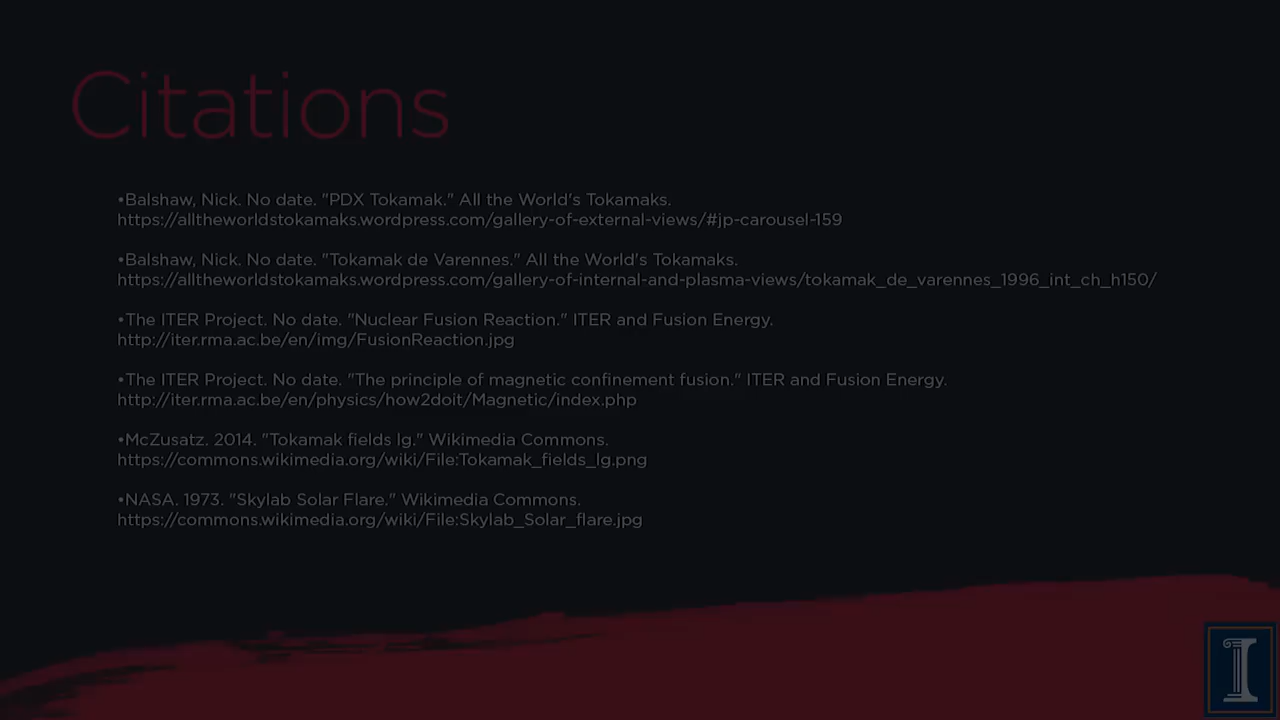 Citations
•Balshaw, Nick. No date. "PDX Tokamak." All the World's Tokamaks.
https://alltheworldstokamaks.wordpress.com/gallery-of-external-views/#jp-carousel-159
•Balshaw, Nick. No date. "Tokamak de Varennes." All the World's Tokamaks.
https://alltheworldstokamaks.wordpress.com/gallery-of-internal-and-plasma-views/tokamak_de_varennes_1996_int_ch_h150/
•The ITER Project. No date. "Nuclear Fusion Reaction." ITER and Fusion Energy.
http://iter.rma.ac.be/en/img/FusionReaction.jpg
•The ITER Project. No date. "The principle of magnetic confinement fusion." ITER and Fusion Energy.
http://iter.rma.ac.be/en/physics/how2doit/Magnetic/index.php
•McZusatz. 2014. "Tokamak fields lg." Wikimedia Commons.
https://commons.wikimedia.org/wiki/File:Tokamak_fields_lg.png
•NASA. 1973. "Skylab Solar Flare." Wikimedia Commons.
https://commons.wikimedia.org/wiki/File:Skylab_Solar_flare.jpg
I